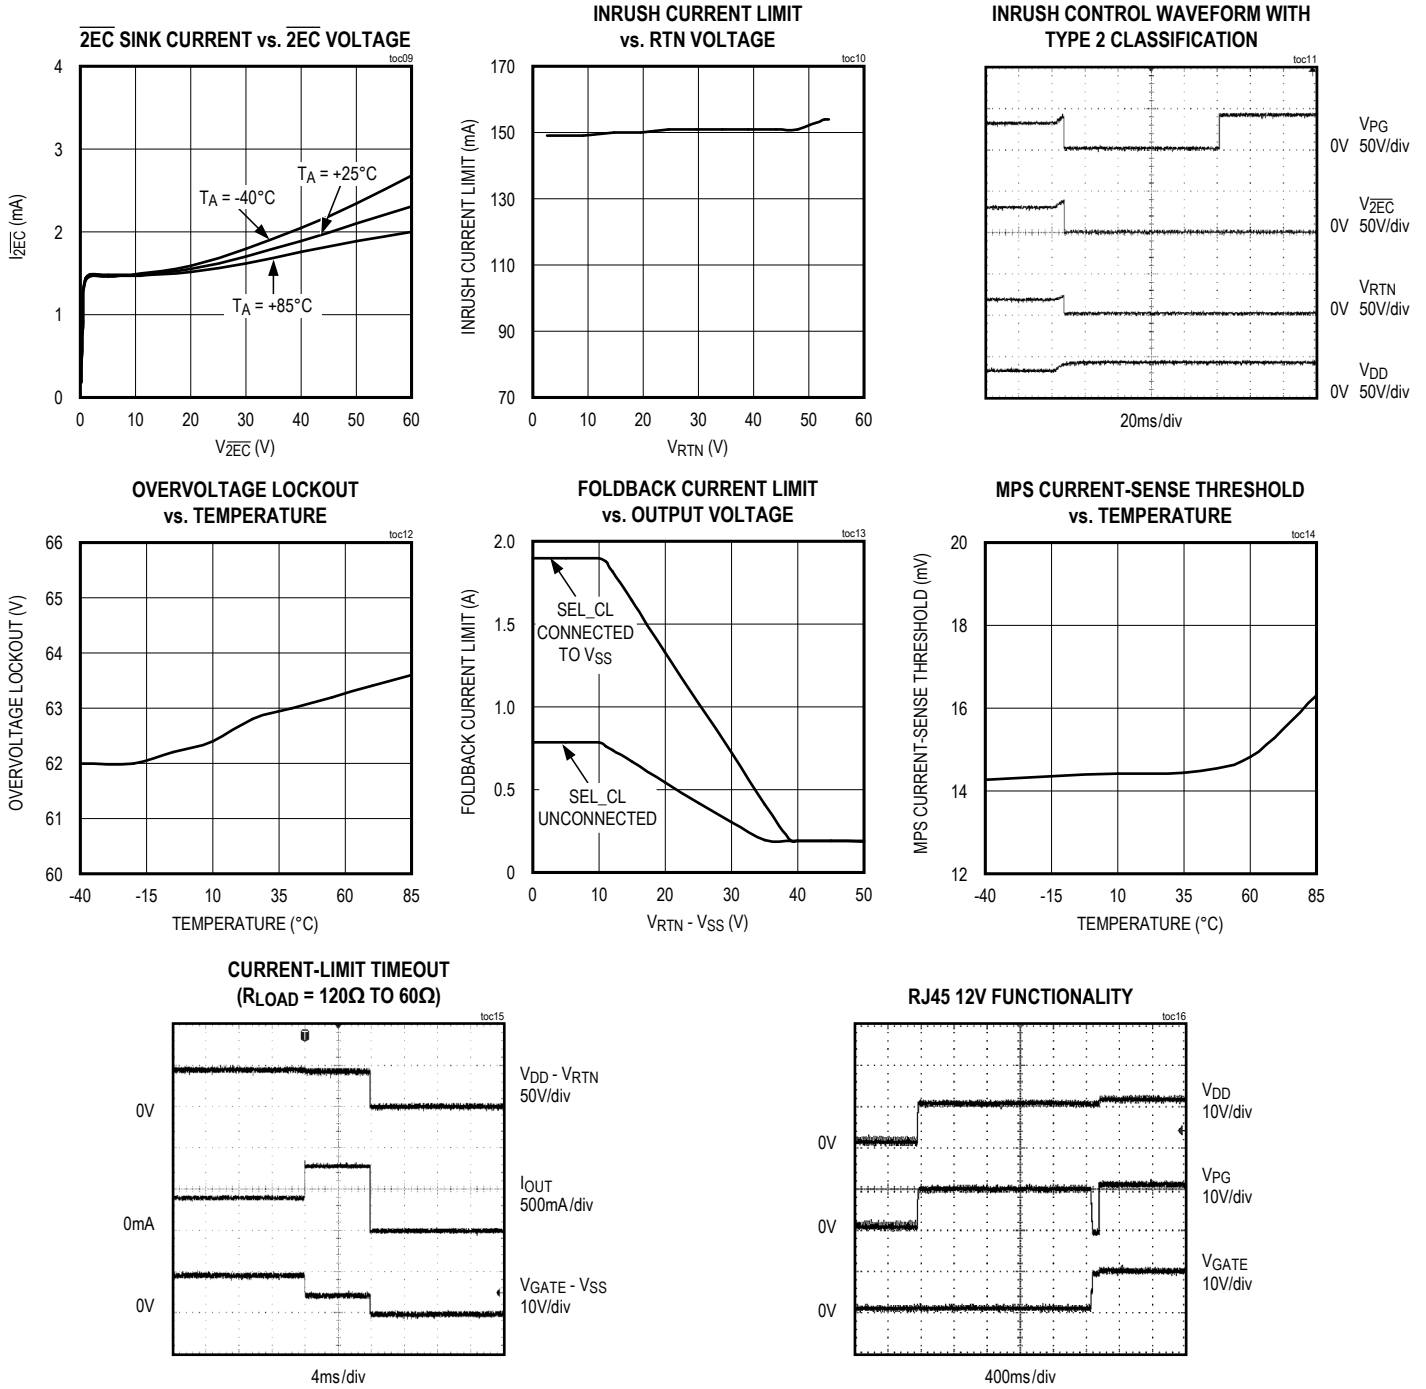 2EC SINK CURRENT vs. 2EC VOLTAGE
toc09
4
3
2
1
0
I2EC (mA)
TA = +25°C
TA = -40°C
TA = +85°C
0 10 20 30 40 50 60
V2EC (V)
INRUSH CURRENT LIMIT
vs. RTN VOLTAGE
toc10
170
150
130
110
90
70
INRUSH CURRENT LIMIT (mA)
0 10 20 30 40 50 60
VRTN (V)
INRUSH CONTROL WAVEFORM WITH
TYPE 2 CLASSIFICATION
toc11
VPG
0V 50V/div
V2EC
0V 50V/div
VRTN
0V 50V/div
VDD
0V 50V/div
20ms/div
OVERVOLTAGE LOCKOUT
vs. TEMPERATURE
toc12
66
65
64
63
62
61
60
OVERVOLTAGE LOCKOUT (V)
-40 -15 10 35 60 85
TEMPERATURE (°C)
FOLDBACK CURRENT LIMIT
vs. OUTPUT VOLTAGE
toc13
2.0
1.5
1.0
0.5
0
FOLDBACK CURRENT LIMIT (A)
SEL_CL
CONNECTED
TO VSS
SEL_CL
UNCONNECTED
0 10 20 30 40 50
VRTN - VSS (V)
MPS CURRENT-SENSE THRESHOLD
vs. TEMPERATURE
toc14
20
18
16
14
12
MPS CURRENT-SENSE THRESHOLD (mV)
-40 -15 10 35 60 85
TEMPERATURE (°C)
CURRENT-LIMIT TIMEOUT
(RLOAD = 120Ω TO 60Ω)
toc15
T
VDD - VRTN
50V/div
0V
IOUT
500mA/div
0mA
VGATE - VSS
10V/div
0V
4ms/div
RJ45 12V FUNCTIONALITY
toc16
VDD
10V/div
0V
VPG
10V/div
0V
VGATE
10V/div
0V
400ms/div